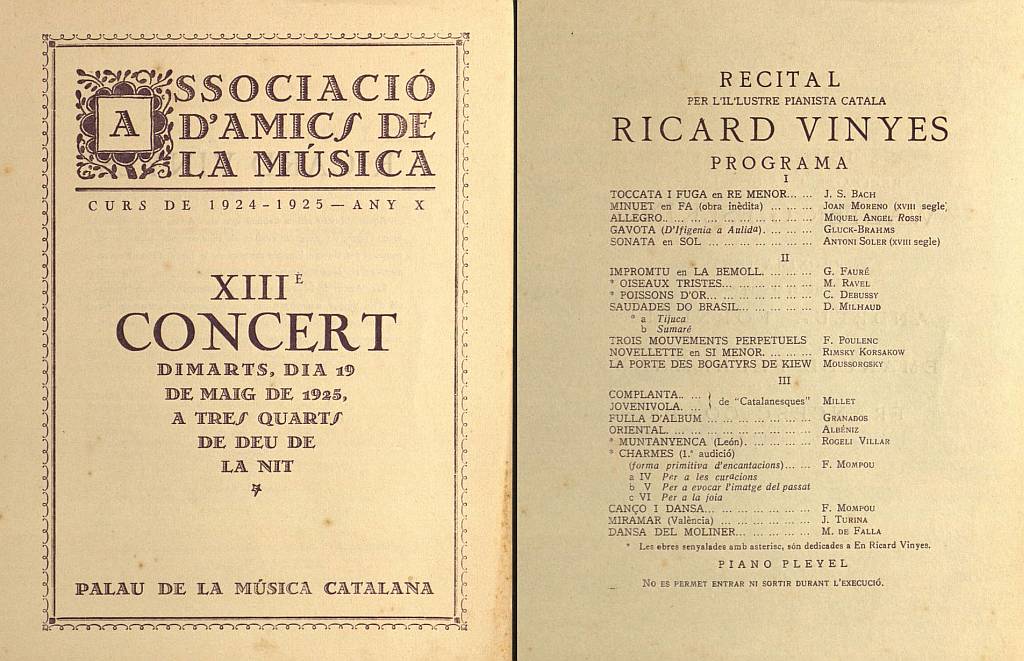 ASSOCIACIÓ
D'AMICS DE
LA MÚSICA
CURS DE 1924-1925—ANY X
XIIIÈ
CONCERT
DIMARTS, DIA 19
DE MAIG DE 1925,
A TRES QUARTS
DE DEU DE
LA NIT
PALAU DE LA MÚSICA CATALANA
RECITAL
PER L'IL'LUSTRE PIANISTA CATALA
RICARD VINYES
PROGRAMA
I
TOCCATA I FUGA en RE MENOR... ... J. S. BACH
MINUET en FA (obra inèdita) ... ... ... JOAN MORENO (XVIII segle)
ALLEGRO.. ... ... ... ... ... ... ... ... MIQUEL ANGEL ROSSI
GAVOTA (D'Ifigenia a Aulida). ... ... ... GLUCK-BRAHMS
SONATA en SOL ... ... ... ... ... ... ANTONI SOLER (XVIII segle)
II
IMPROMTU en LA BEMOLL. ... ... ... G. FAURÉ
* OISEAUX TRISTES... ... ... ... ... ... M. RAVEL
* POISSONS D'OR... ... ... ... ... ... ... C. DEBUSSY
SAUDADES DO BRASIL... ... ... ... ... D. MILHAUD
* a Tijuca
b Sumaré
TROIS MOUVEMENTS PERPETUELS F. POULENC
NOVELLETTE en SI MENOR. ... ... ... RIMSKY KORSAKOW
LA PORTE DES BOGATYRS DE KIEW MOUSSORGSKY
III
COMPLANTA.. ...
JOVENIVOLA. ... } de "Catalanesques" MILLET
FULLA D'ALBUM ... ... ... ... ... ... GRANADOS
ORIENTAL. ... ... ... ... ... ... ... ... ALBÉNIZ
* MUNTANYENCA (León). ... ... ... ... ROGELI VILLAR
* CHARMES (1.ª audició)
(forma primitiva d'encantacions)... ... F. MOMPOU
a IV Per a les curacions
b V Per a evocar l'imatge del passat
c VI Per a la joia
CANÇO I DANSA... ... ... ... ... ... ... F. MOMPOU
MIRAMAR (València) ... ... ... ... ... J. TURINA
DANSA DEL MOLINER... ... ... ... ... M. DE FALLA
* Les obres senyalades amb asterisc, són dedicades a En Ricard Vinyes.
PIANO PLEYEL
NO ES PERMET ENTRAR NI SORTIR DURANT L'EXECUCIÓ.